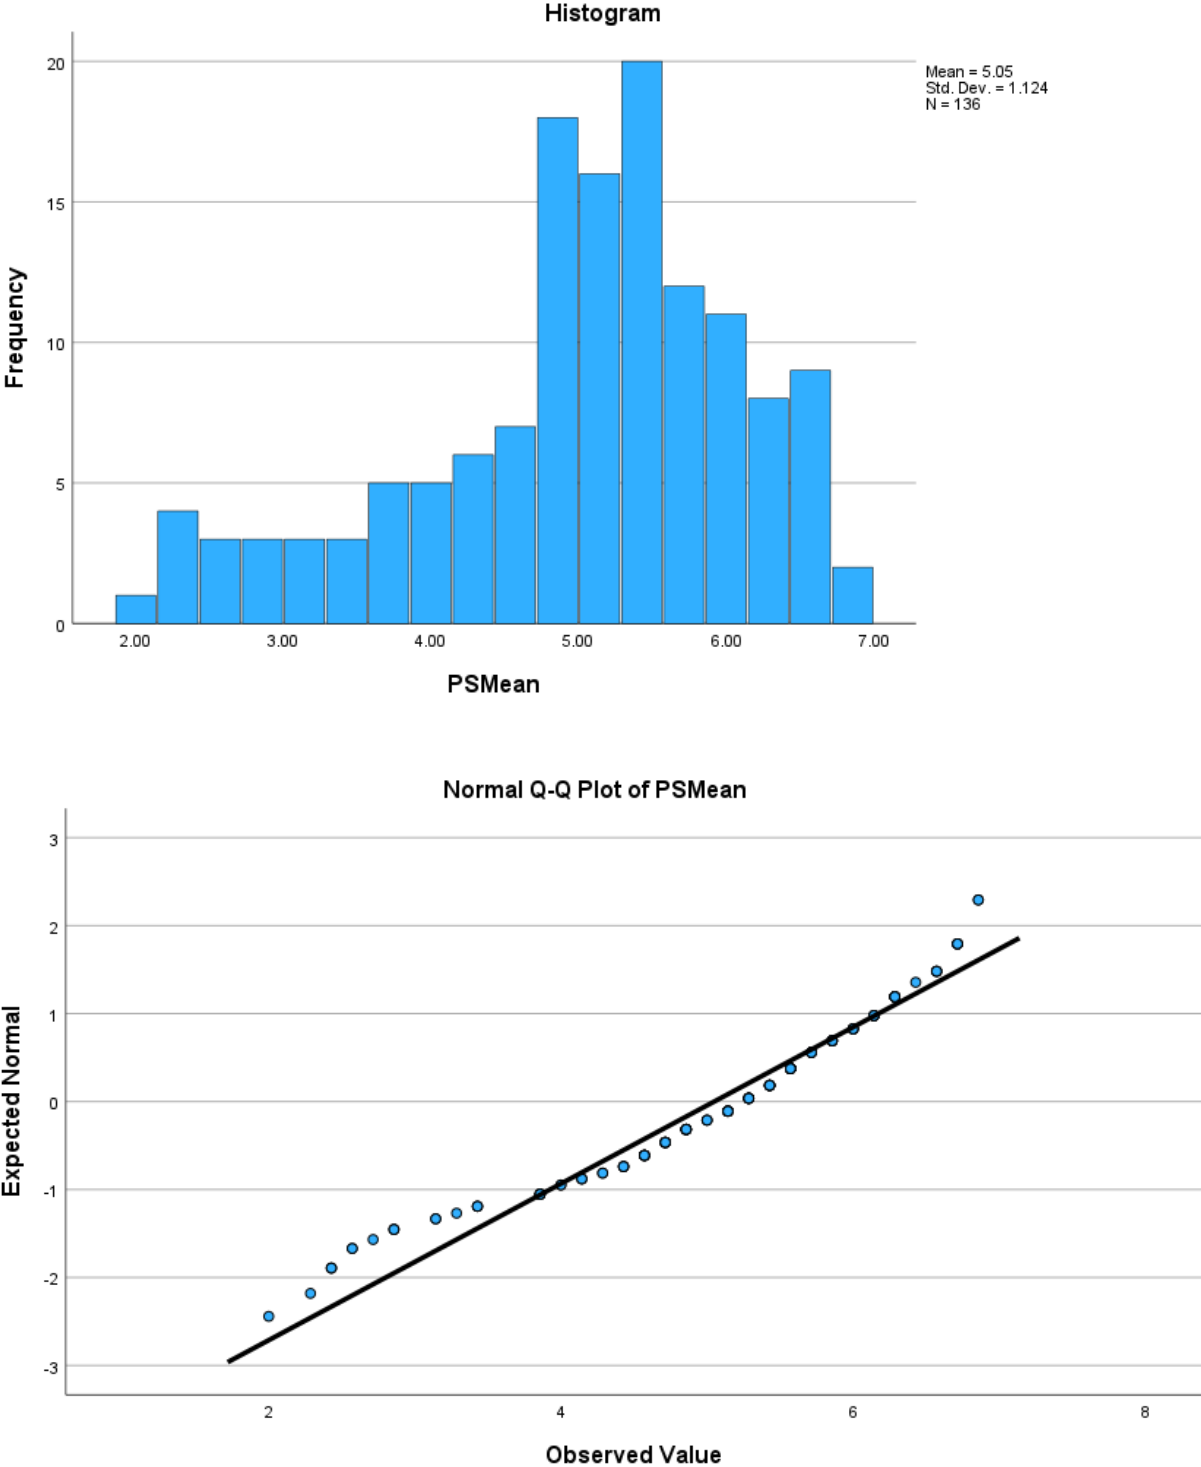 Histogram
20
15
10
5
0
Frequency
2.00 3.00 4.00 5.00 6.00 7.00
PSMean
Mean = 5.05
Std. Dev. = 1.124
N = 136
Normal Q-Q Plot of PSMean
3
2
1
0
-1
-2
-3
Expected Normal
2 4 6 8
Observed Value